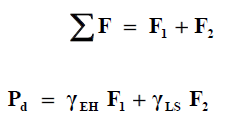 ∑F = F₁ + F₂
P_d = γ_EH F₁ + γ_LS F₂